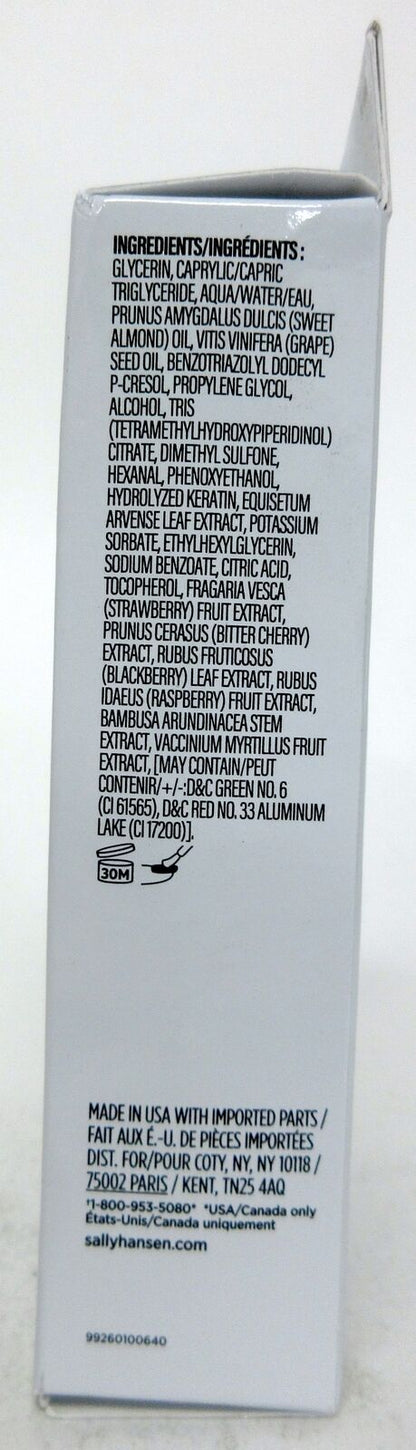 INGREDIENTS/INGRÉDIENTS:
GLYCERIN, CAPRYLIC/CAPRIC
TRIGLYCERIDE, AQUA/WATER/EAU,
PRUNUS AMYGDALUS DULCIS (SWEET
ALMOND) OIL, VITIS VINIFERA (GRAPE)
SEED OIL, BENZOTRIAZOLYL DODECYL
P-CRESOL, PROPYLENE GLYCOL,
ALCOHOL, TRIS
(TETRAMETHYLHYDROXYPIPERIDINOL)
CITRATE, DIMETHYL SULFONE,
HEXANAL, PHENOXYETHANOL,
HYDROLYZED KERATIN, EQUISETUM
ARVENSE LEAF EXTRACT, POTASSIUM
SORBATE, ETHYLHEXYLGLYCERIN,
SODIUM BENZOATE, CITRIC ACID,
TOCOPHEROL, FRAGARIA VESCA
(STRAWBERRY) FRUIT EXTRACT,
PRUNUS CERASUS (BITTER CHERRY)
EXTRACT, RUBUS FRUTICOSUS
(BLACKBERRY) LEAF EXTRACT, RUBUS
IDAEUS (RASPBERRY) FRUIT EXTRACT,
BAMBUSA ARUNDINACEA STEM
EXTRACT, VACCINIUM MYRTILLUS FRUIT
EXTRACT, [MAY CONTAIN/PEUT
CONTENIR/+/-:D&C GREEN NO. 6
(CI 61565), D&C RED NO. 33 ALUMINUM
LAKE (CI 17200)].
30M
MADE IN USA WITH IMPORTED PARTS /
FAIT AUX É.-U. DE PIÈCES IMPORTÉES
DIST. FOR/POUR COTY, NY, NY 10118 /
75002 PARIS / KENT, TN25 4AQ
†1-800-953-5080* *USA/Canada only
États-Unis/Canada uniquement
sallyhansen.com
99260100640